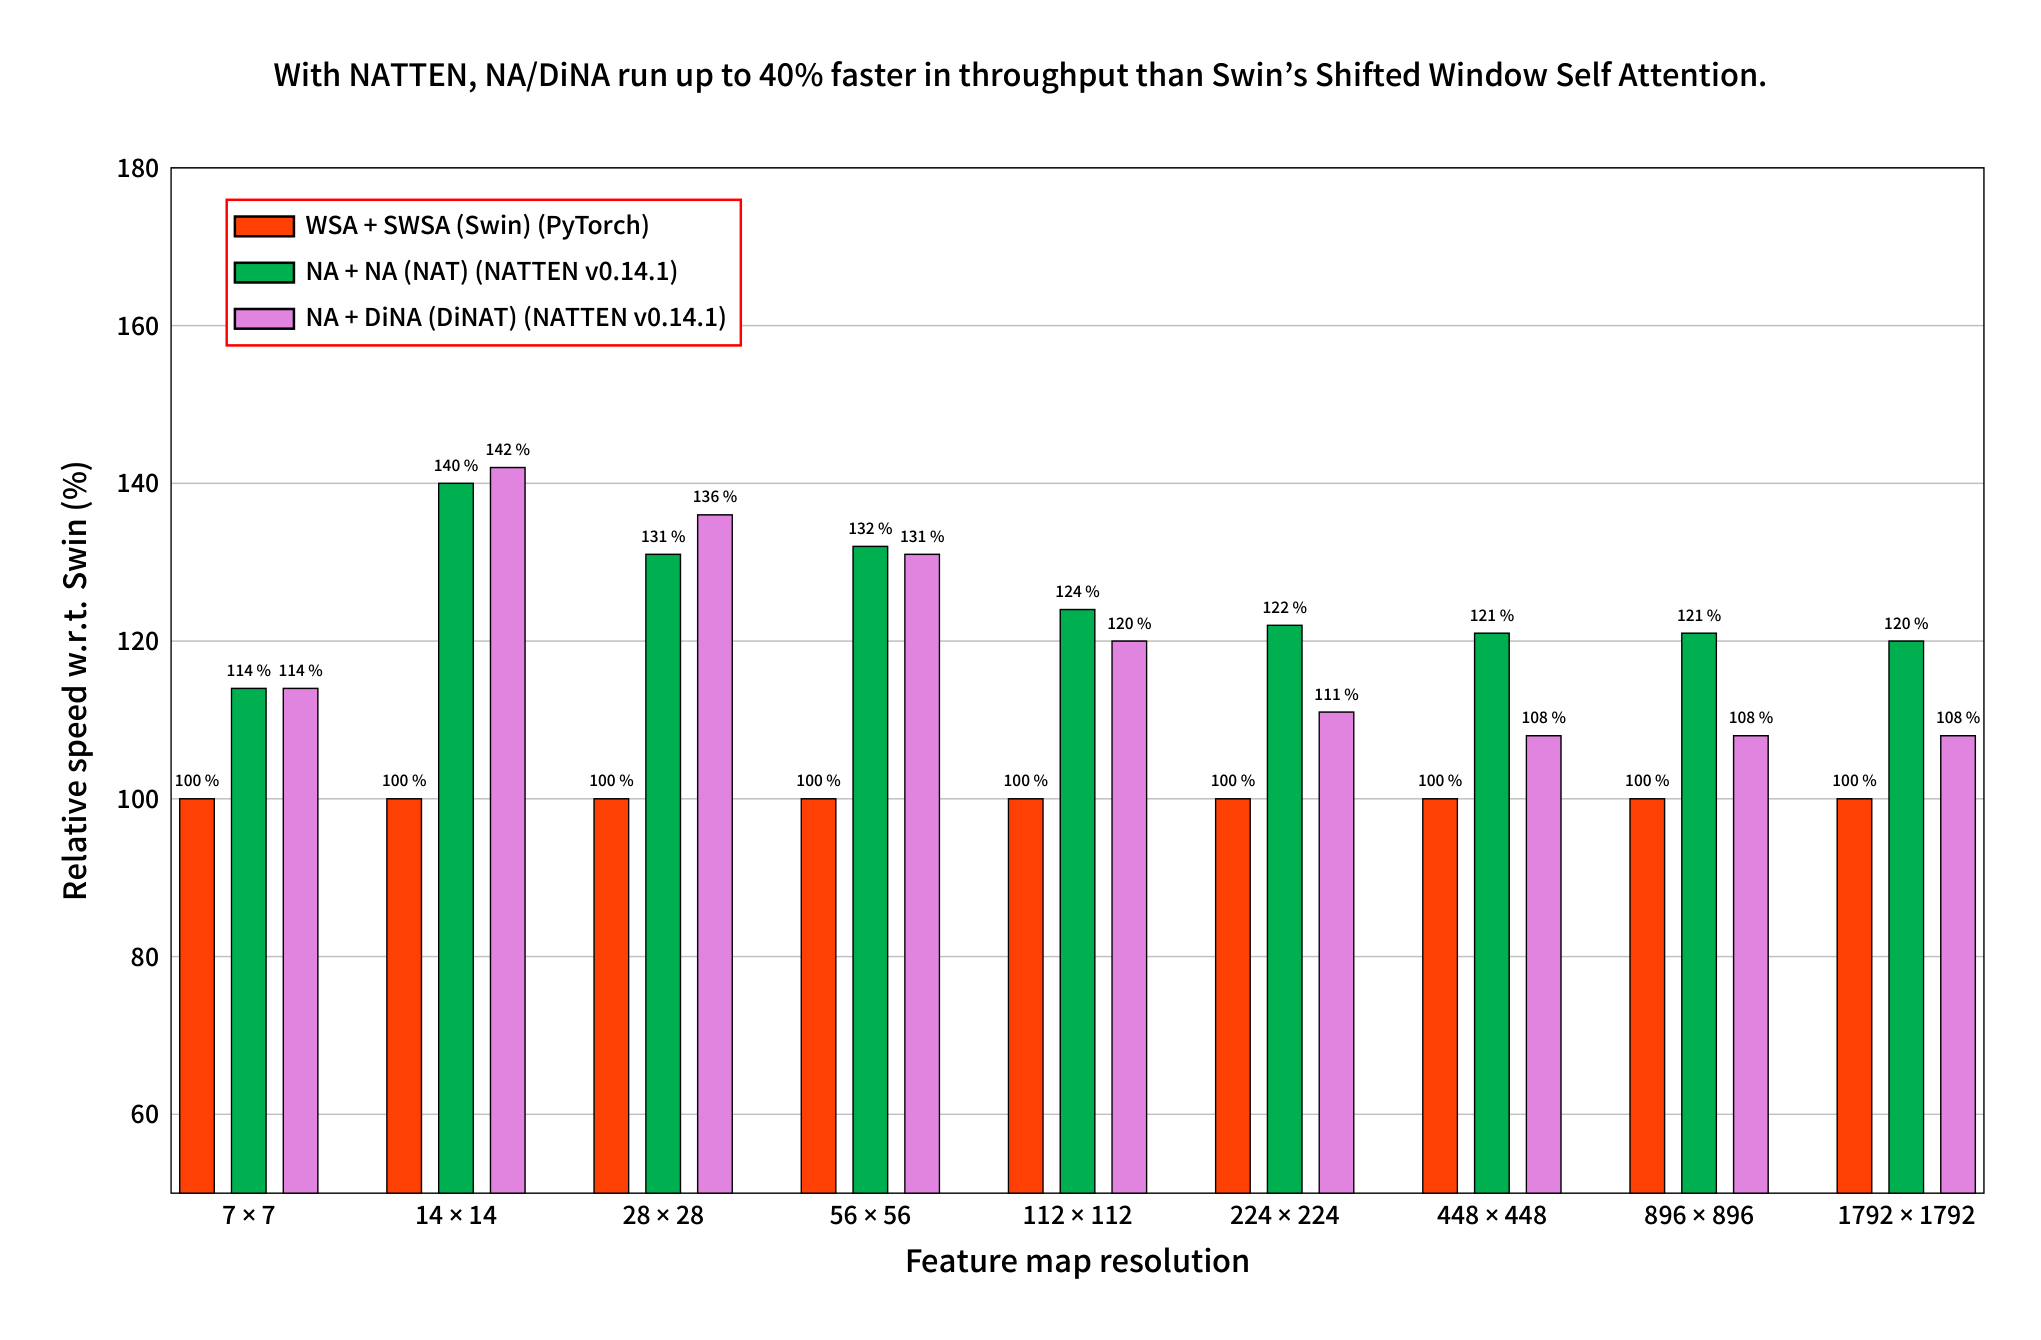 With NATTEN, NA/DiNA run up to 40% faster in throughput than Swin’s Shifted Window Self Attention.
180
160
140
120
100
80
60
Relative speed w.r.t. Swin (%)
WSA + SWSA (Swin) (PyTorch)
NA + NA (NAT) (NATTEN v0.14.1)
NA + DiNA (DiNAT) (NATTEN v0.14.1)
100 % 114 % 114 %
100 % 140 % 142 %
100 % 131 % 136 %
100 % 132 % 131 %
100 % 124 % 120 %
100 % 122 % 111 %
100 % 121 % 108 %
100 % 121 % 108 %
100 % 120 % 108 %
7 × 7 14 × 14 28 × 28 56 × 56 112 × 112 224 × 224 448 × 448 896 × 896 1792 × 1792
Feature map resolution